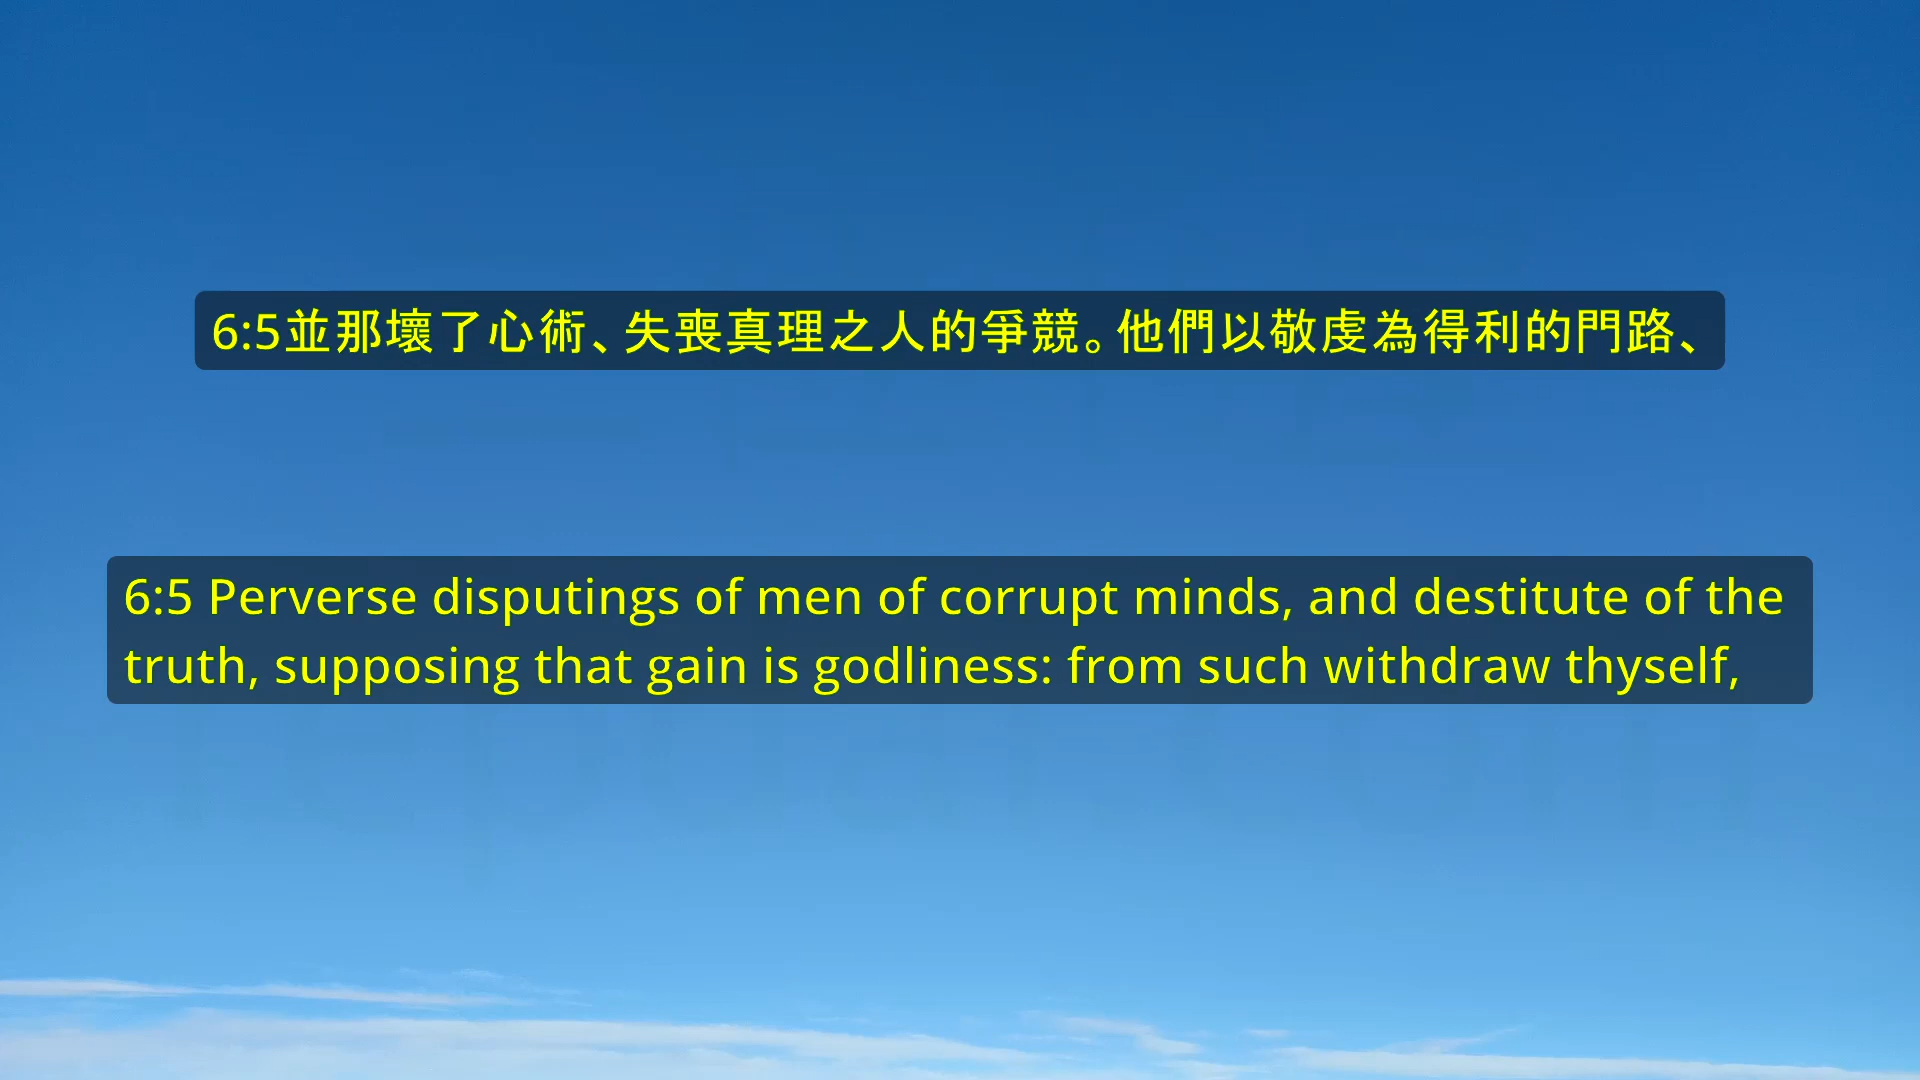 6:5並那壞了心術、失喪真理之人的爭競。他們以敬虔為得利的門路、
6:5 Perverse disputings of men of corrupt minds, and destitute of the
truth, supposing that gain is godliness: from such withdraw thyself,